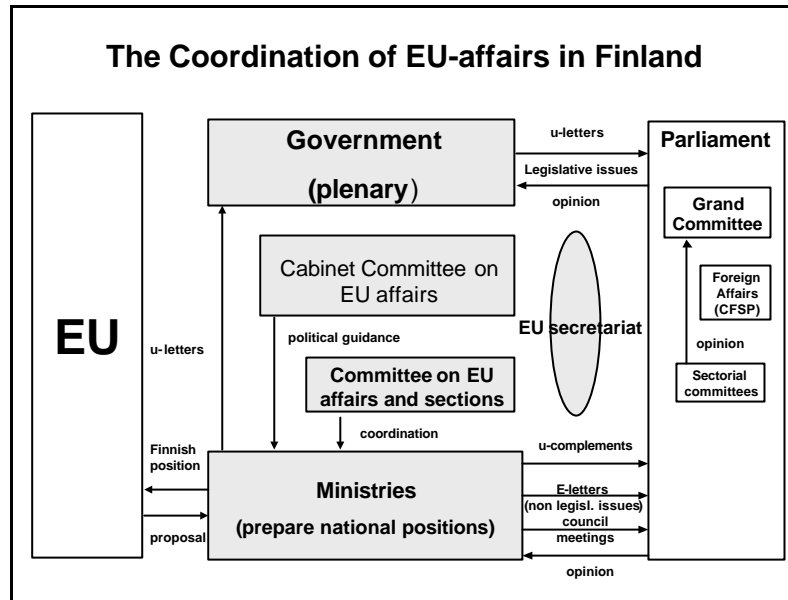 The Coordination of EU-affairs in Finland
EU
Government
(plenary)
u-letters
Legislative issues
opinion
Parliament
Grand
Committee
Foreign
Affairs
(CFSP)
opinion
Sectorial
committees
Cabinet Committee on
EU affairs
EU secretariat
political guidance
u-letters
Committee on EU
affairs and sections
coordination
Finnish
position
proposal
Ministries
(prepare national positions)
u-complements
E-letters
(non legisl. issues)
council
meetings
opinion